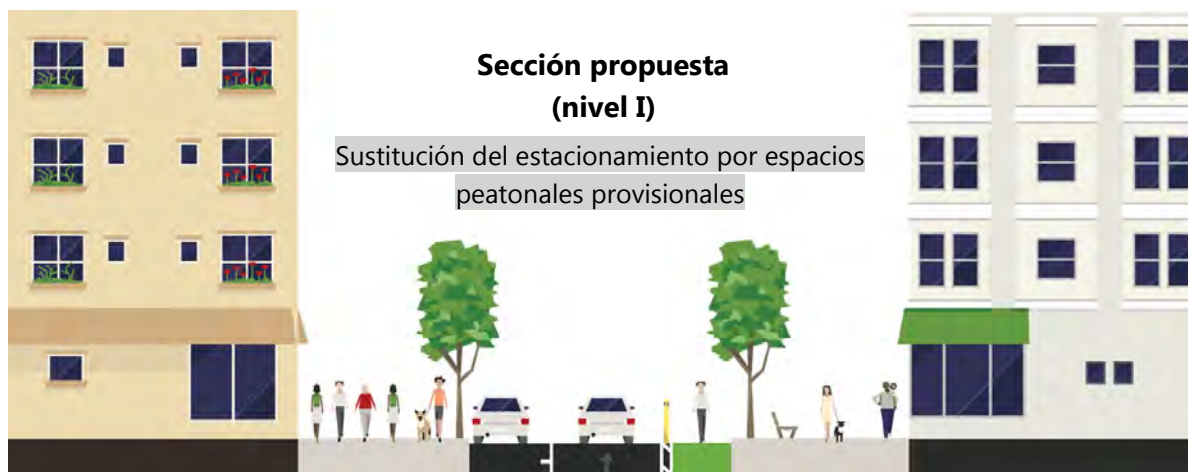 Sección propuesta
(nivel I)
Sustitución del estacionamiento por espacios
peatonales provisionales